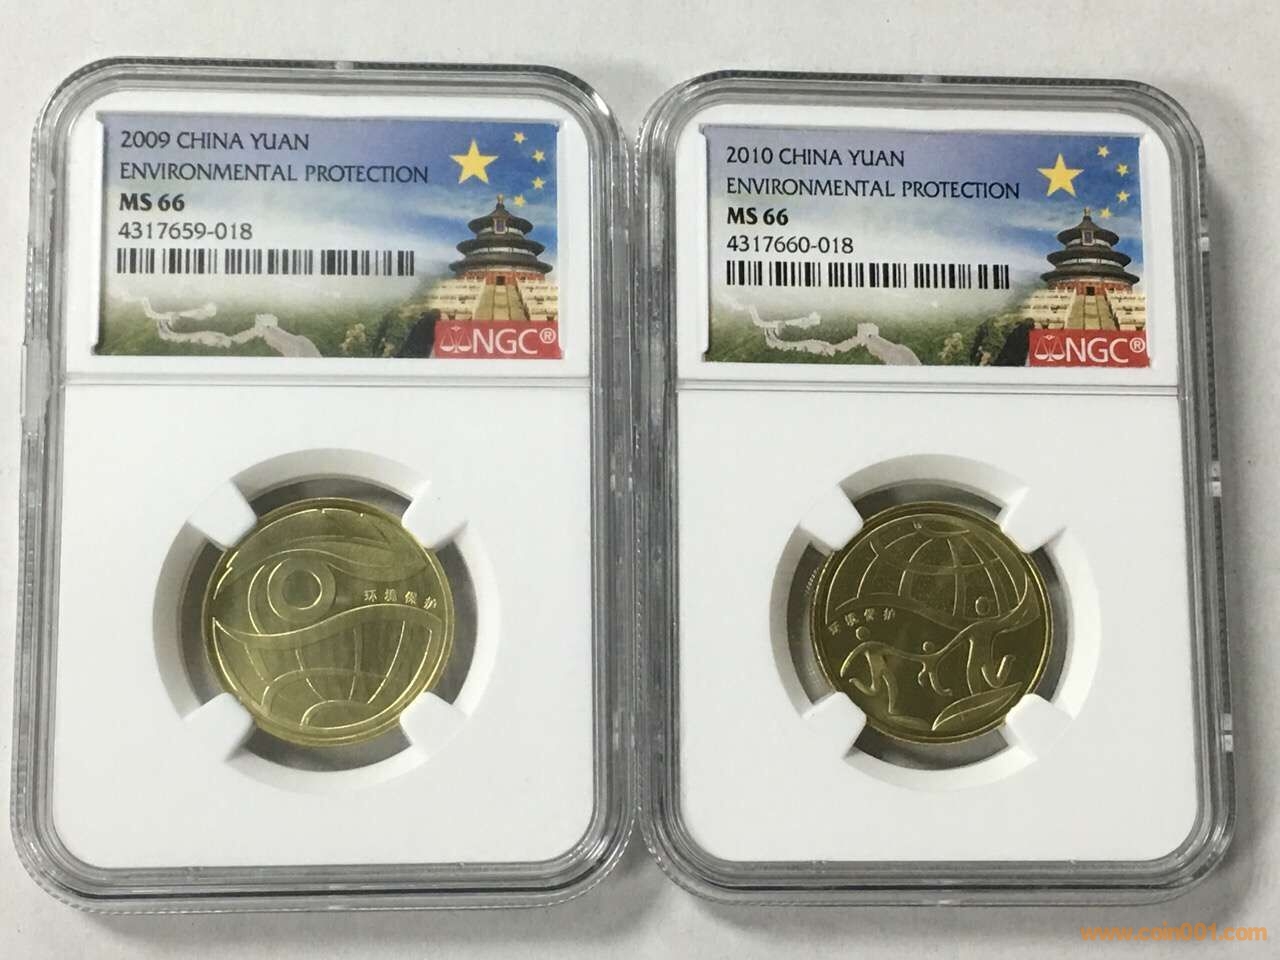 2009 CHINA YUAN
ENVIRONMENTAL PROTECTION
MS 66
4317659-018
NGC®
环境保护
2010 CHINA YUAN
ENVIRONMENTAL PROTECTION
MS 66
4317660-018
NGC®
环境保护
www.coin001.com